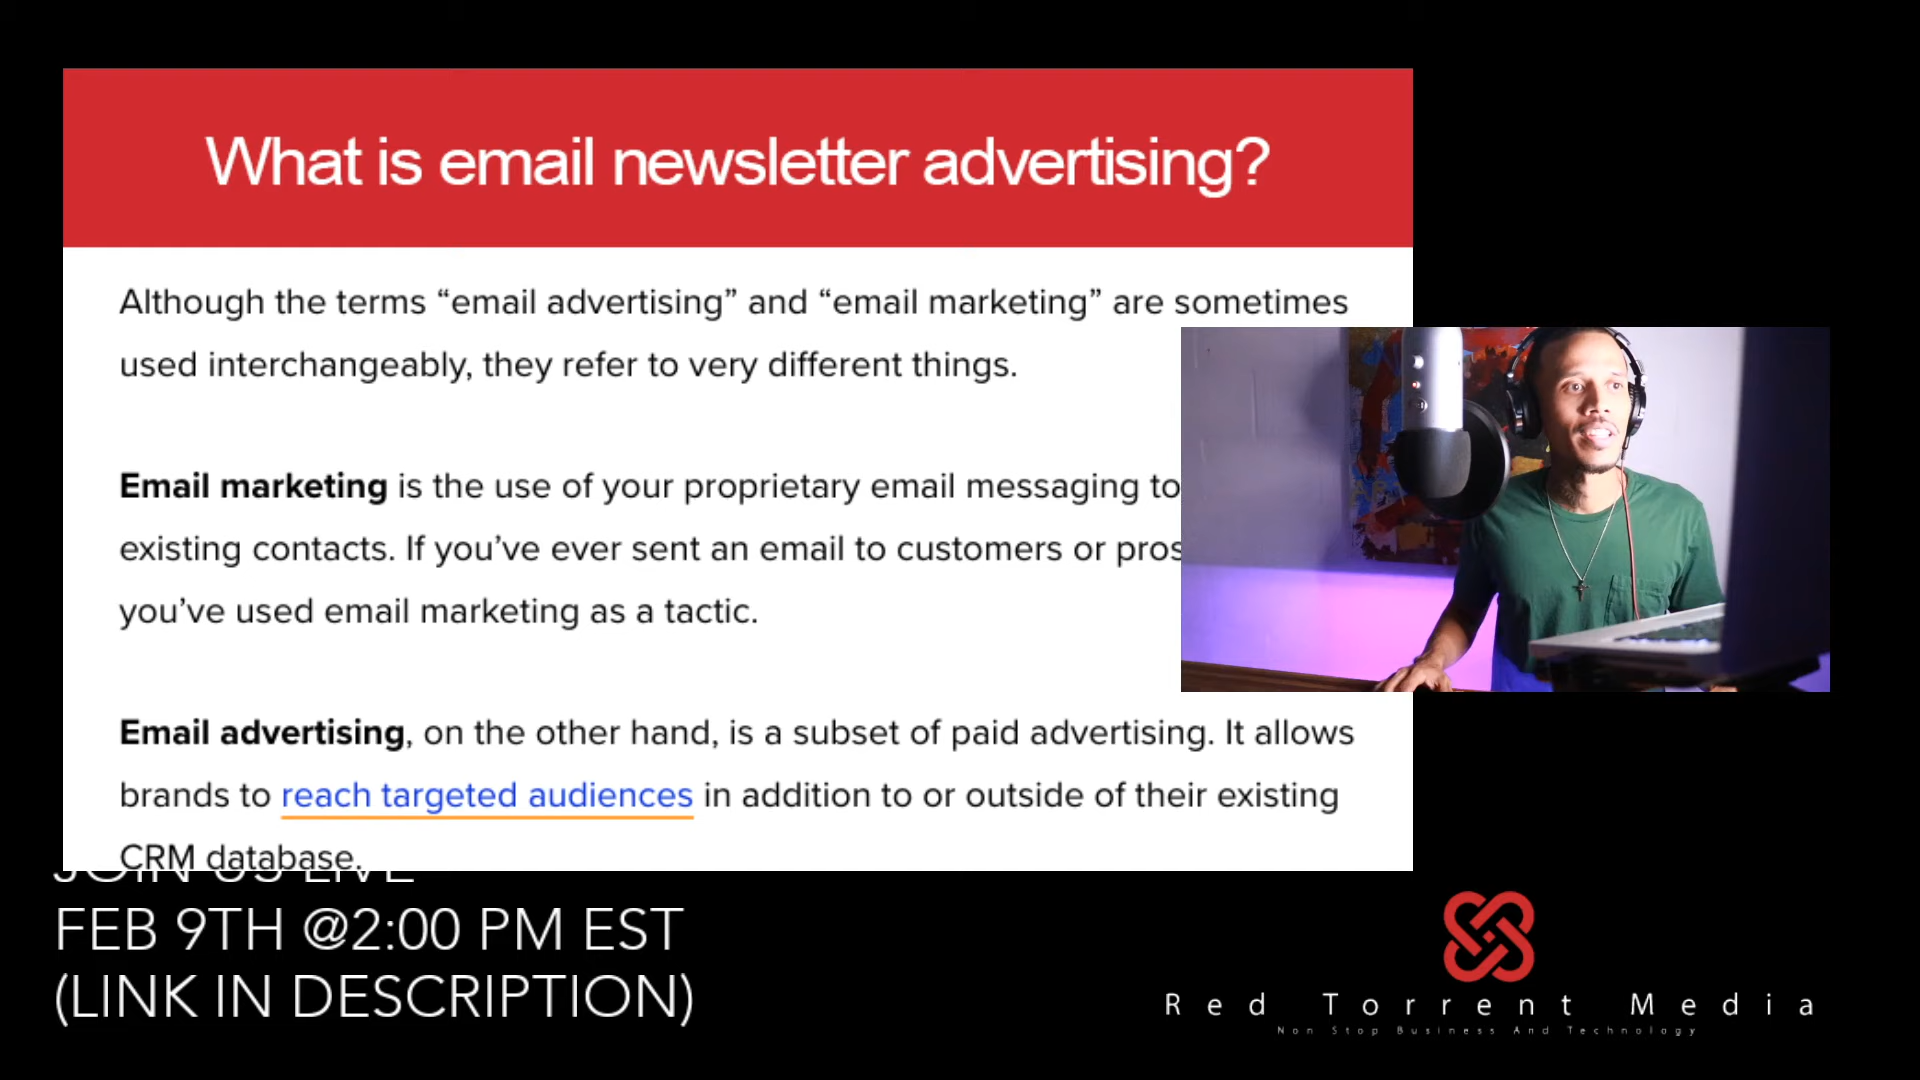 What is email newsletter advertising?
Although the terms “email advertising” and “email marketing” are sometimes
used interchangeably, they refer to very different things.
Email marketing is the use of your proprietary email messaging to
existing contacts. If you’ve ever sent an email to customers or
you’ve used email marketing as a tactic.
Email advertising, on the other hand, is a subset of paid advertising. It allows
brands to reach targeted audiences in addition to or outside of their existing
CRM database.
JOIN US LIVE
FEB 9TH @2:00 PM EST
(LINK IN DESCRIPTION)
Red Torrent Media
Non Stop Business And Technology